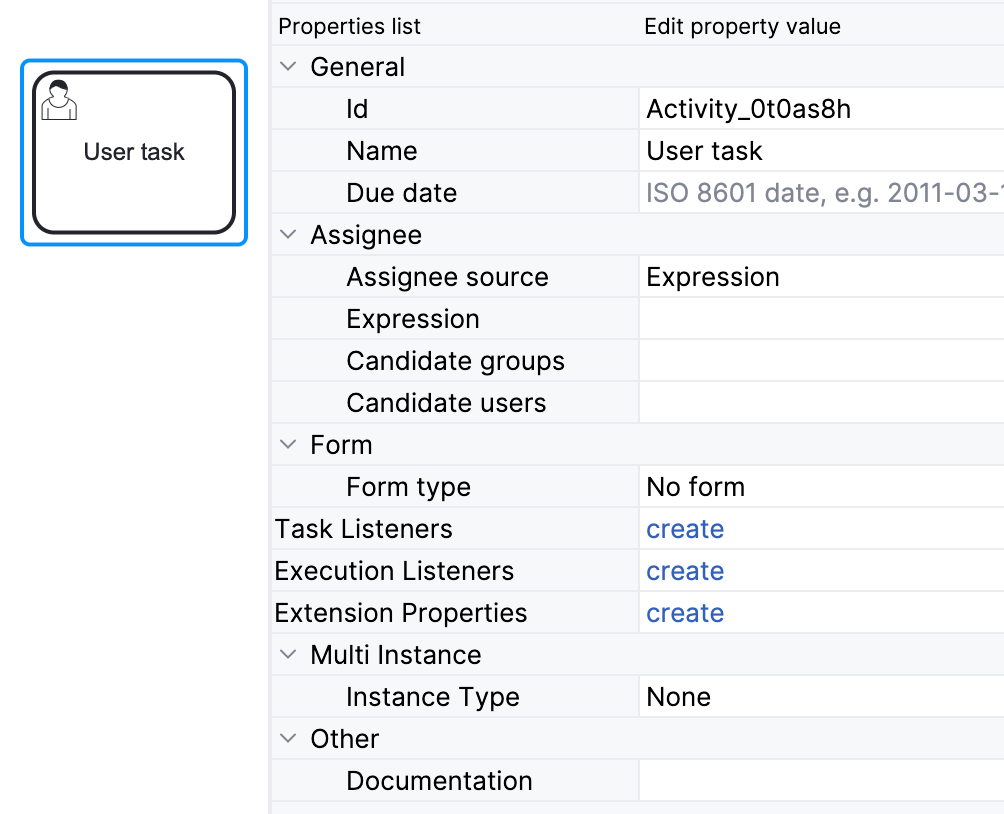 User task
Properties list Edit property value
General
Id Activity_0t0as8h
Name User task
Due date ISO 8601 date, e.g. 2011-03-
Assignee
Assignee source Expression
Expression
Candidate groups
Candidate users
Form
Form type No form
Task Listeners create
Execution Listeners create
Extension Properties create
Multi Instance
Instance Type None
Other
Documentation